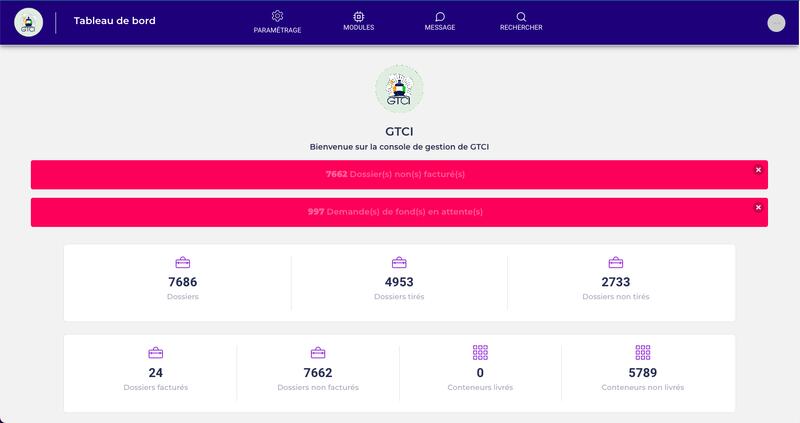 GTCI
Tableau de bord
PARAMÉTRAGE
MODULES
MESSAGE
RECHERCHER
GTCI
GTCI
Bienvenue sur la console de gestion de GTCI
7662 Dossier(s) non(s) facturé(s)
997 Demande(s) de fond(s) en attente(s)
7686
Dossiers
4953
Dossiers tirés
2733
Dossiers non tirés
24
Dossiers facturés
7662
Dossiers non facturés
0
Conteneurs livrés
5789
Conteneurs non livrés